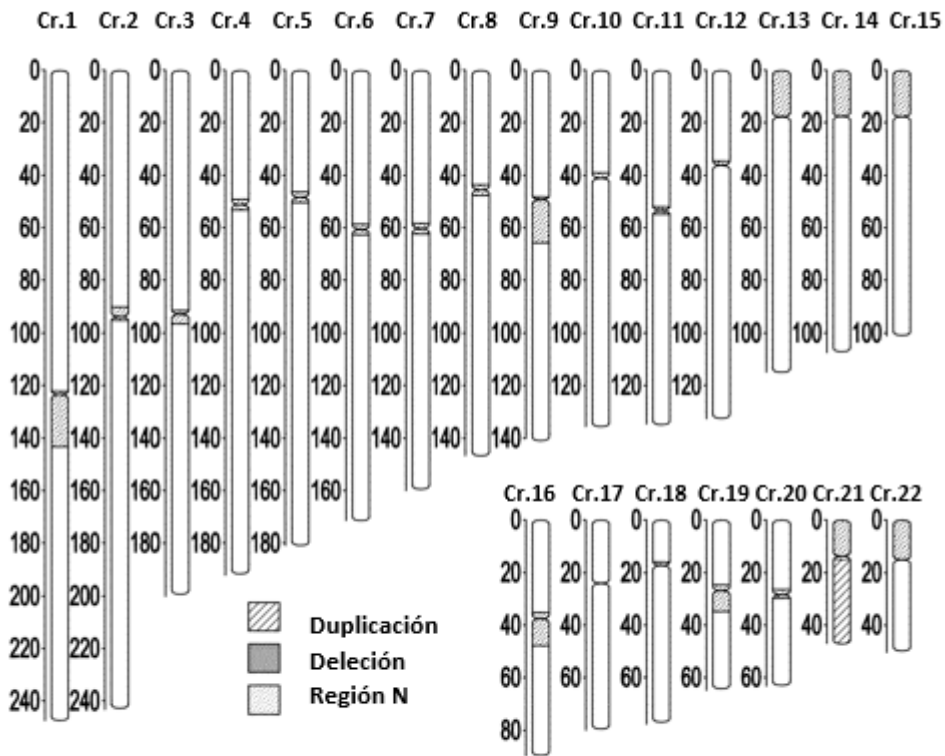 Cr.1 Cr.2 Cr.3 Cr.4 Cr.5 Cr.6 Cr.7 Cr.8 Cr.9 Cr.10 Cr.11 Cr.12 Cr.13 Cr. 14 Cr.15
0 0 0 0 0 0 0 0 0 0 0 0 0 0 0
20 20 20 20 20 20 20 20 20 20 20 20 20 20 20
40 40 40 40 40 40 40 40 40 40 40 40 40 40 40
60 60 60 60 60 60 60 60 60 60 60 60 60 60 60
80 80 80 80 80 80 80 80 80 80 80 80 80 80 80
100 100 100 100 100 100 100 100 100 100 100 100 100 100 100
120 120 120 120 120 120 120 120 120 120 120 120
140 140 140 140 140 140 140 140 140
160 160 160 160 160 160
180 180 180 180 180
200 200
220 220
240 240
Cr.16 Cr.17 Cr.18 Cr.19 Cr.20 Cr.21 Cr.22
0 0 0 0 0 0 0
20 20 20 20 20 20 20
40 40 40 40 40 40 40
60 60 60 60 60
80
Duplicación
Deleción
Región N